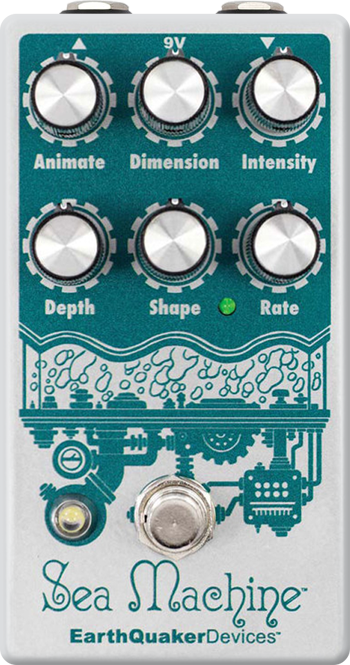 9V
Animate Dimension Intensity
Depth Shape Rate
Sea Machine™
EarthQuakerDevices™